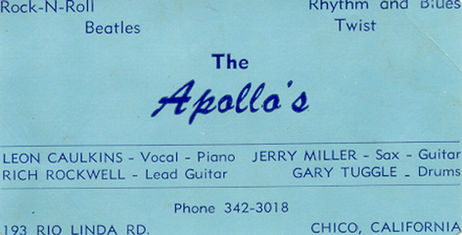 Rock-N-Roll Rhythm and Blues
Beatles Twist
The
Apollo's
LEON CAULKINS - Vocal - Piano JERRY MILLER - Sax - Guitar
RICH ROCKWELL - Lead Guitar GARY TUGGLE - Drums
Phone 342-3018
193 RIO LINDA RD. CHICO, CALIFORNIA